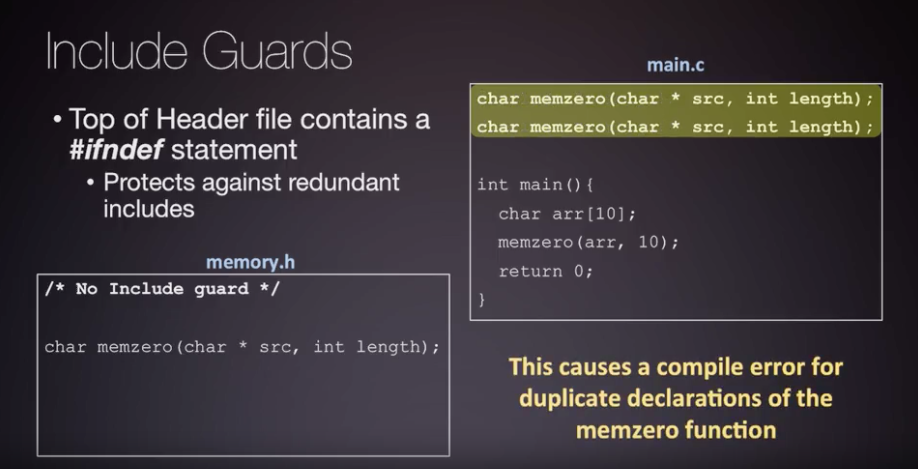 Include Guards
• Top of Header file contains a
#ifndef statement
• Protects against redundant
includes
memory.h
/* No Include guard */
char memzero(char * src, int length);
main.c
char memzero(char * src, int length);
char memzero(char * src, int length);
int main(){
char arr[10];
memzero(arr, 10);
return 0;
}
This causes a compile error for
duplicate declarations of the
memzero function